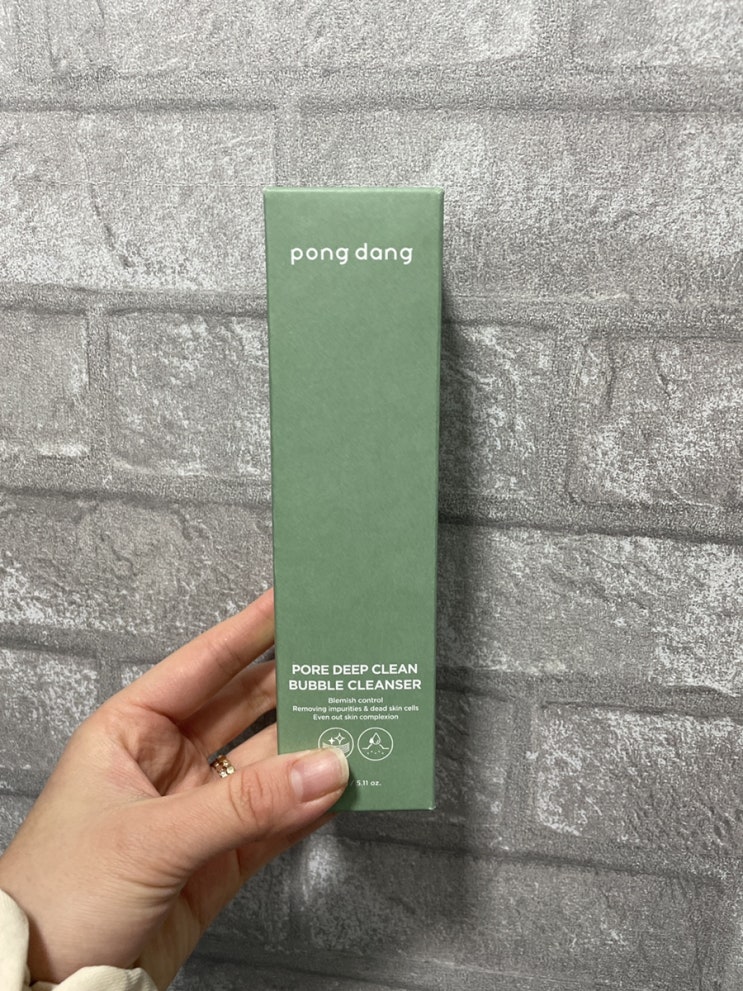 pong dang
PORE DEEP CLEAN
BUBBLE CLEANSER
Blemish control
Removing impurities & dead skin cells
Even out skin complexion
/ 5.11 oz.